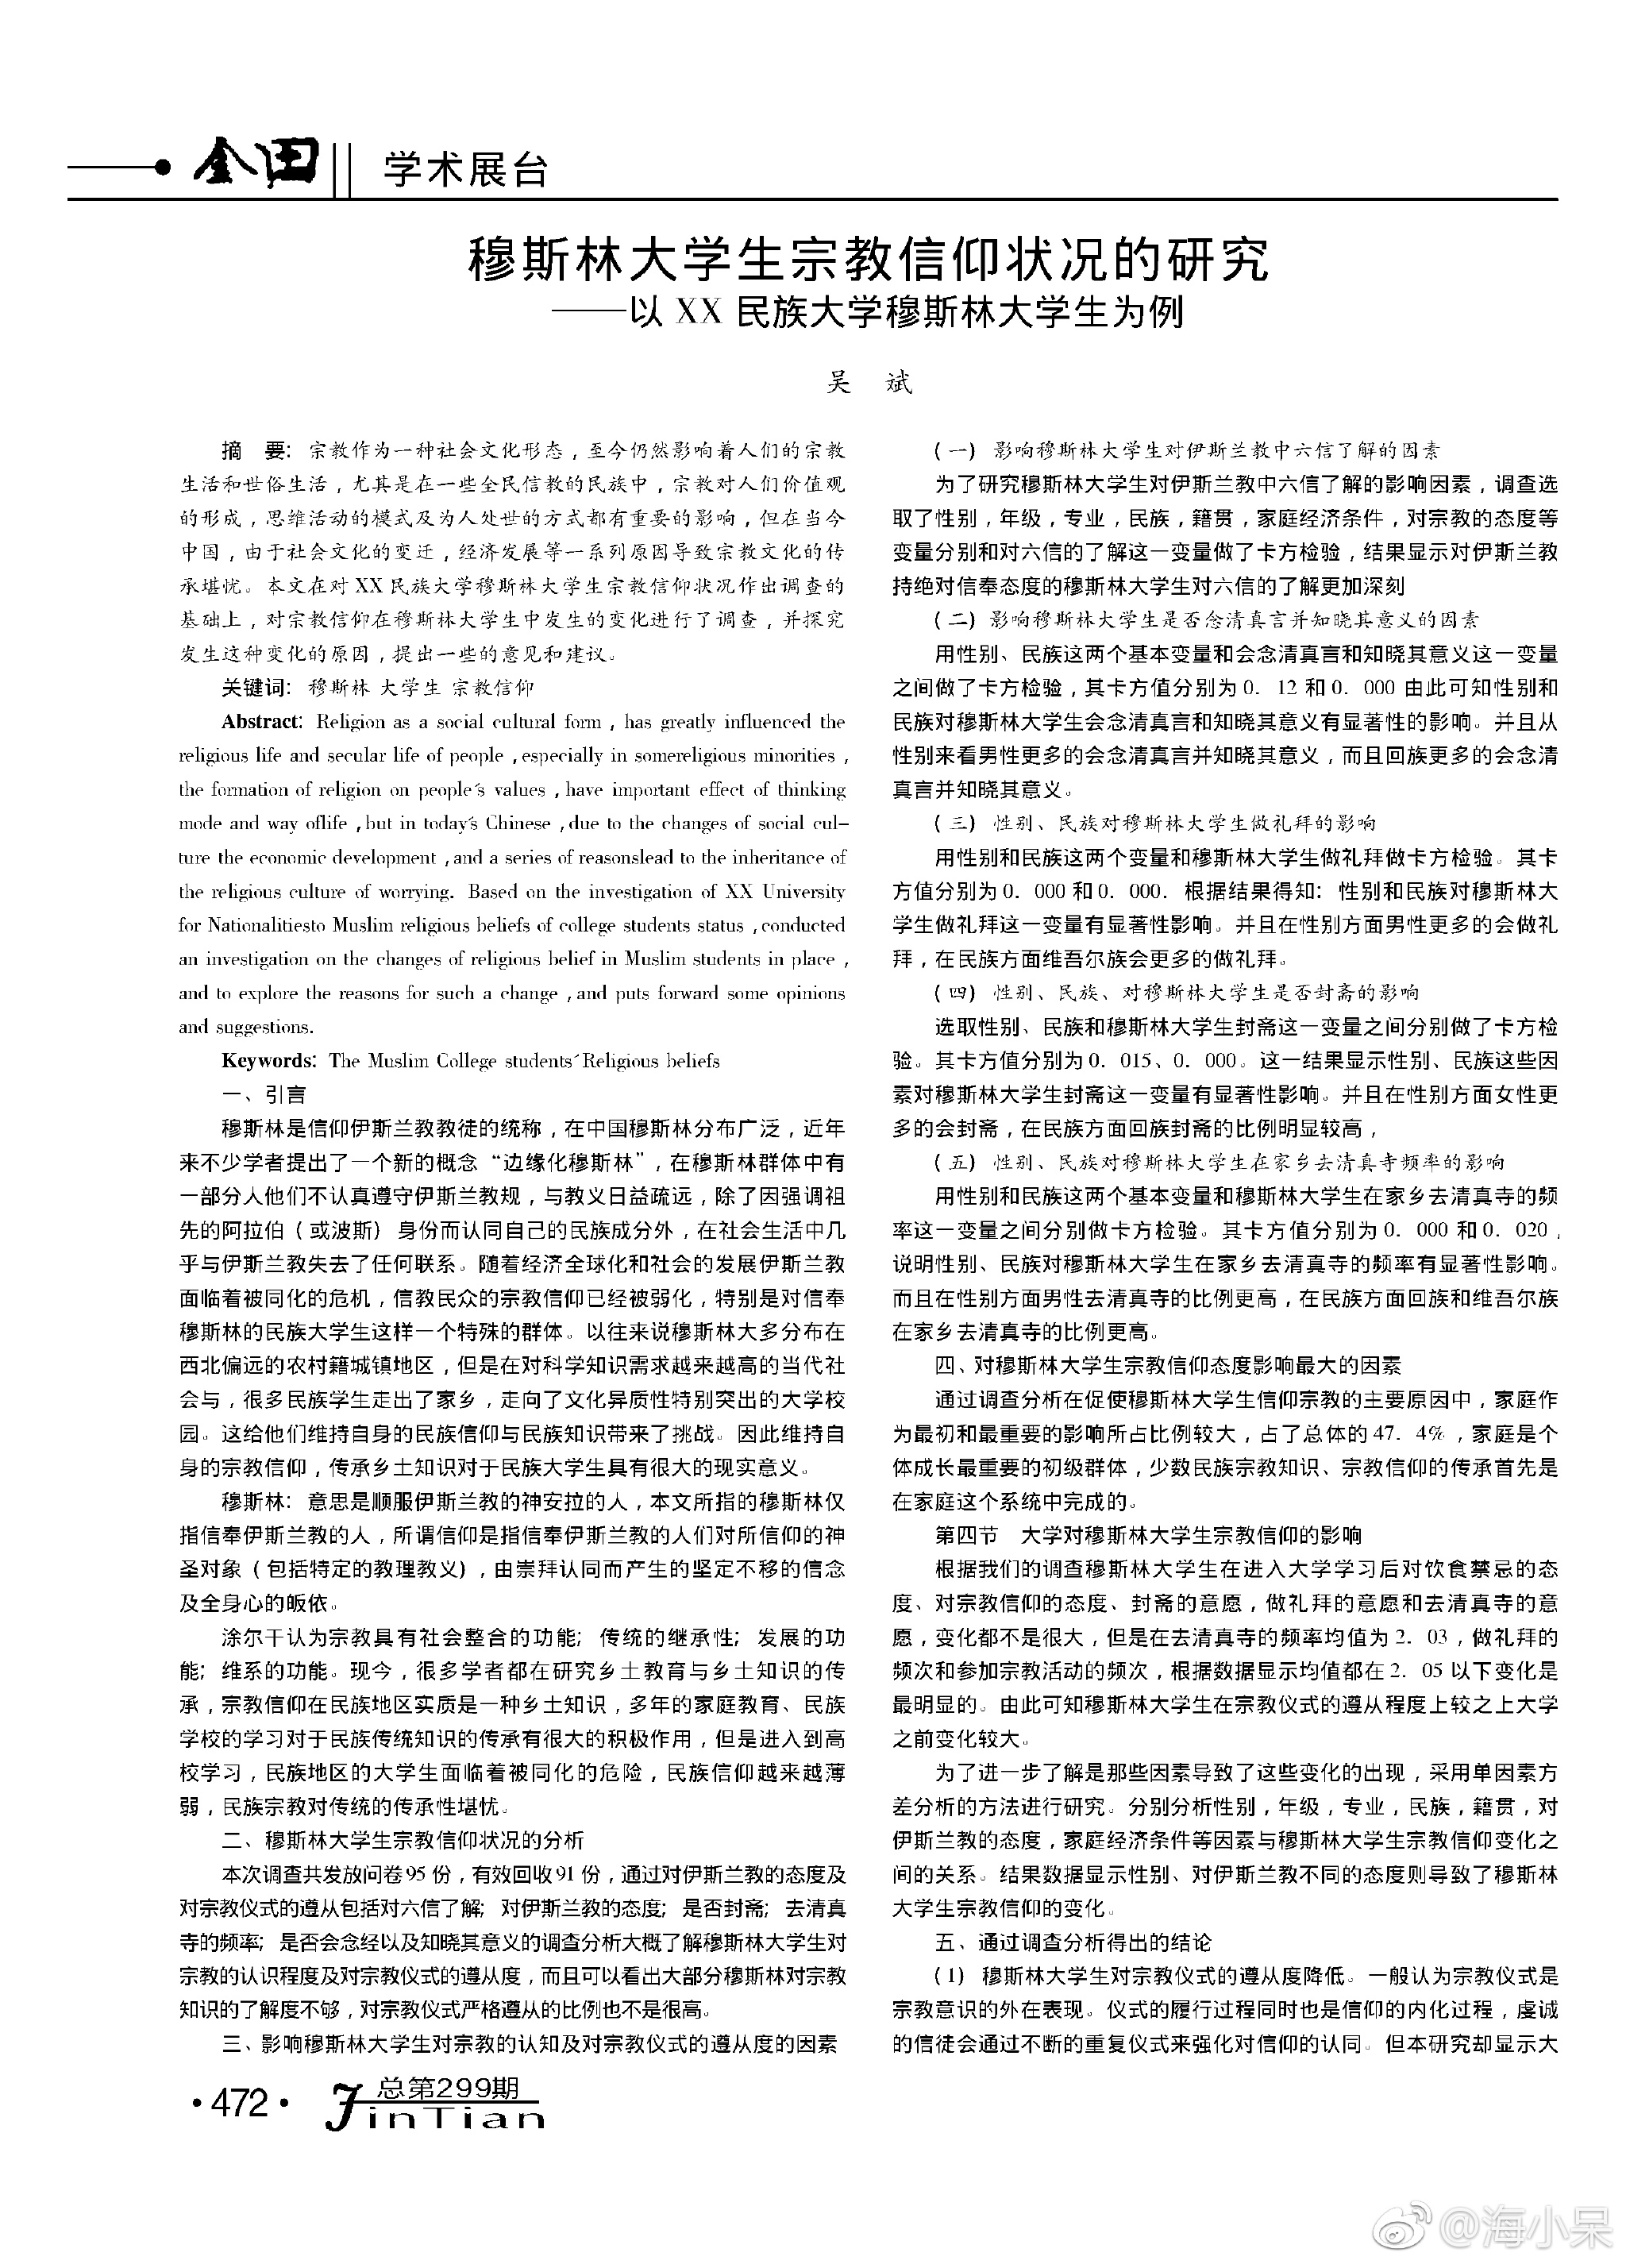 金田 学术展台
穆斯林大学生宗教信仰状况的研究
——以 XX 民族大学穆斯林大学生为例
吴 斌
摘 要：宗教作为一种社会文化形态，至今仍然影响着人们的宗教
生活和世俗生活，尤其是在一些全民信教的民族中，宗教对人们价值观
的形成，思维活动的模式及为人处世的方式都有重要的影响，但在当今
中国，由于社会文化的变迁，经济发展等一系列原因导致宗教文化的传
承堪忧。本文在对 XX 民族大学穆斯林大学生宗教信仰状况作出调查的
基础上，对宗教信仰在穆斯林大学生中发生的变化进行了调查，并探究
发生这种变化的原因，提出一些的意见和建议。
关键词：穆斯林 大学生 宗教信仰
Abstract: Religion as a social cultural form , has greatly influenced the
religious life and secular life of people ,especially in somereligious minorities ,
the formation of religion on people´s values ,have important effect of thinking
mode and way oflife ,but in today´s Chinese ,due to the changes of social cul-
ture the economic development ,and a series of reasonslead to the inheritance of
the religious culture of worrying. Based on the investigation of XX University
for Nationalitiesto Muslim religious beliefs of college students status ,conducted
an investigation on the changes of religious belief in Muslim students in place ,
and to explore the reasons for such a change ,and puts forward some opinions
and suggestions.
Keywords: The Muslim College students´Religious beliefs
一、引言
穆斯林是信仰伊斯兰教教徒的统称，在中国穆斯林分布广泛，近年
来不少学者提出了一个新的概念“边缘化穆斯林”，在穆斯林群体中有
一部分人他们不认真遵守伊斯兰教规，与教义日益疏远，除了因强调祖
先的阿拉伯（或波斯）身份而认同自己的民族成分外，在社会生活中几
乎与伊斯兰教失去了任何联系。随着经济全球化和社会的发展伊斯兰教
面临着被同化的危机，信教民众的宗教信仰已经被弱化，特别是对信奉
穆斯林的民族大学生这样一个特殊的群体。以往来说穆斯林大多分布在
西北偏远的农村籍城镇地区，但是在对科学知识需求越来越高的当代社
会与，很多民族学生走出了家乡，走向了文化异质性特别突出的大学校
园。这给他们维持自身的民族信仰与民族知识带来了挑战。因此维持自
身的宗教信仰，传承乡土知识对于民族大学生具有很大的现实意义。
穆斯林：意思是顺服伊斯兰教的神安拉的人，本文所指的穆斯林仅
指信奉伊斯兰教的人，所谓信仰是指信奉伊斯兰教的人们对所信仰的神
圣对象（包括特定的教理教义），由崇拜认同而产生的坚定不移的信念
及全身心的皈依。
涂尔干认为宗教具有社会整合的功能；传统的继承性；发展的功
能；维系的功能。现今，很多学者都在研究乡土教育与乡土知识的传
承，宗教信仰在民族地区实质是一种乡土知识，多年的家庭教育、民族
学校的学习对于民族传统知识的传承有很大的积极作用，但是进入到高
校学习，民族地区的大学生面临着被同化的危险，民族信仰越来越薄
弱，民族宗教对传统的传承性堪忧。
二、穆斯林大学生宗教信仰状况的分析
本次调查共发放问卷 95 份，有效回收 91 份，通过对伊斯兰教的态度及
对宗教仪式的遵从包括对六信了解；对伊斯兰教的态度；是否封斋；去清真
寺的频率；是否会念经以及知晓其意义的调查分析大概了解穆斯林大学生对
宗教的认识程度及对宗教仪式的遵从度，而且可以看出大部分穆斯林对宗教
知识的了解度不够，对宗教仪式严格遵从的比例也不是很高。
三、影响穆斯林大学生对宗教的认知及对宗教仪式的遵从度的因素
（一）影响穆斯林大学生对伊斯兰教中六信了解的因素
为了研究穆斯林大学生对伊斯兰教中六信了解的影响因素，调查选
取了性别，年级，专业，民族，籍贯，家庭经济条件，对宗教的态度等
变量分别和对六信的了解这一变量做了卡方检验，结果显示对伊斯兰教
持绝对信奉态度的穆斯林大学生对六信的了解更加深刻
（二）影响穆斯林大学生是否念清真言并知晓其意义的因素
用性别、民族这两个基本变量和会念清真言和知晓其意义这一变量
之间做了卡方检验，其卡方值分别为 0．12 和 0．000 由此可知性别和
民族对穆斯林大学生会念清真言和知晓其意义有显著性的影响。并且从
性别来看男性更多的会念清真言并知晓其意义，而且回族更多的会念清
真言并知晓其意义。
（三）性别、民族对穆斯林大学生做礼拜的影响
用性别和民族这两个变量和穆斯林大学生做礼拜做卡方检验。其卡
方值分别为 0．000 和 0．000．根据结果得知：性别和民族对穆斯林大
学生做礼拜这一变量有显著性影响。并且在性别方面男性更多的会做礼
拜，在民族方面维吾尔族会更多的做礼拜。
（四）性别、民族、对穆斯林大学生是否封斋的影响
选取性别、民族和穆斯林大学生封斋这一变量之间分别做了卡方检
验。其卡方值分别为 0．015、0．000。这一结果显示性别、民族这些因
素对穆斯林大学生封斋这一变量有显著性影响。并且在性别方面女性更
多的会封斋，在民族方面回族封斋的比例明显较高，
（五）性别、民族对穆斯林大学生在家乡去清真寺频率的影响
用性别和民族这两个基本变量和穆斯林大学生在家乡去清真寺的频
率这一变量之间分别做卡方检验。其卡方值分别为 0．000 和 0．020，
说明性别、民族对穆斯林大学生在家乡去清真寺的频率有显著性影响。
而且在性别方面男性去清真寺的比例更高，在民族方面回族和维吾尔族
在家乡去清真寺的比例更高。
四、对穆斯林大学生宗教信仰态度影响最大的因素
通过调查分析在促使穆斯林大学生信仰宗教的主要原因中，家庭作
为最初和最重要的影响所占比例较大，占了总体的 47．4%，家庭是个
体成长最重要的初级群体，少数民族宗教知识、宗教信仰的传承首先是
在家庭这个系统中完成的。
第四节 大学对穆斯林大学生宗教信仰的影响
根据我们的调查穆斯林大学生在进入大学学习后对饮食禁忌的态
度、对宗教信仰的态度、封斋的意愿，做礼拜的意愿和去清真寺的意
愿，变化都不是很大，但是在去清真寺的频率均值为 2．03，做礼拜的
频次和参加宗教活动的频次，根据数据显示均值都在 2．05 以下变化是
最明显的。由此可知穆斯林大学生在宗教仪式的遵从程度上较之上大学
之前变化较大。
为了进一步了解是那些因素导致了这些变化的出现，采用单因素方
差分析的方法进行研究。分别分析性别，年级，专业，民族，籍贯，对
伊斯兰教的态度，家庭经济条件等因素与穆斯林大学生宗教信仰变化之
间的关系。结果数据显示性别、对伊斯兰教不同的态度则导致了穆斯林
大学生宗教信仰的变化。
五、通过调查分析得出的结论
（1）穆斯林大学生对宗教仪式的遵从度降低。一般认为宗教仪式是
宗教意识的外在表现。仪式的履行过程同时也是信仰的内化过程，虔诚
的信徒会通过不断的重复仪式来强化对信仰的认同。但本研究却显示大
·472· 总第299期
JinTian
@海小呆